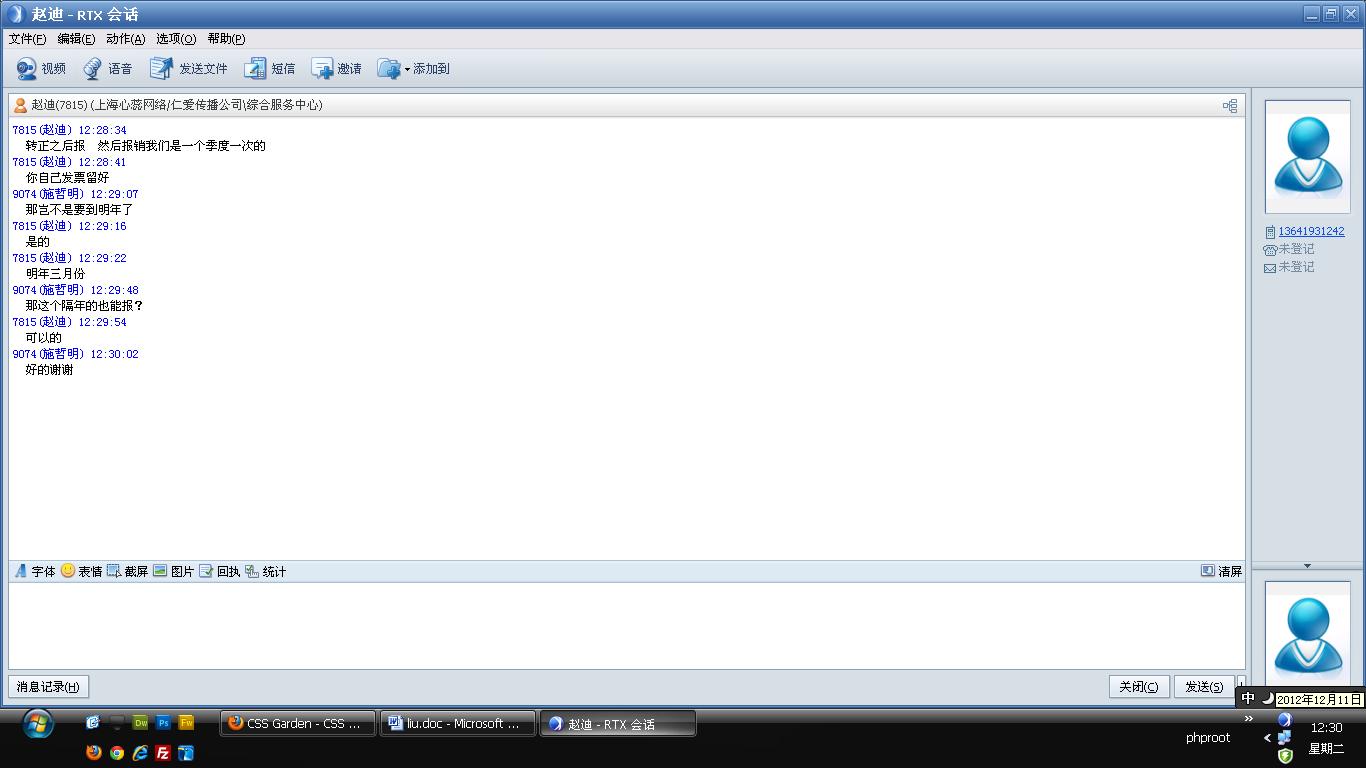 赵迪 - RTX 会话
文件(F) 编辑(E) 动作(A) 选项(O) 帮助(P)
视频 语音 发送文件 短信 邀请 添加到
赵迪(7815) (上海心蕊网络/仁爱传播公司\综合服务中心)
7815(赵迪) 12:28:34
转正之后报 然后报销我们是一个季度一次的
7815(赵迪) 12:28:41
你自己发票留好
9074(施哲明) 12:29:07
那岂不是要到明年了
7815(赵迪) 12:29:16
是的
7815(赵迪) 12:29:22
明年三月份
9074(施哲明) 12:29:48
那这个隔年的也能报?
7815(赵迪) 12:29:54
可以的
9074(施哲明) 12:30:02
好的谢谢
13641931242
未登记
未登记
字体 表情 截屏 图片 回执 统计 清屏
消息记录(H) 关闭(C) 发送(S)
中 2012年12月11日
Dw Ps Fw CSS Garden - CSS ... liu.doc - Microsoft ... 赵迪 - RTX 会话
phproot
12:30
星期二